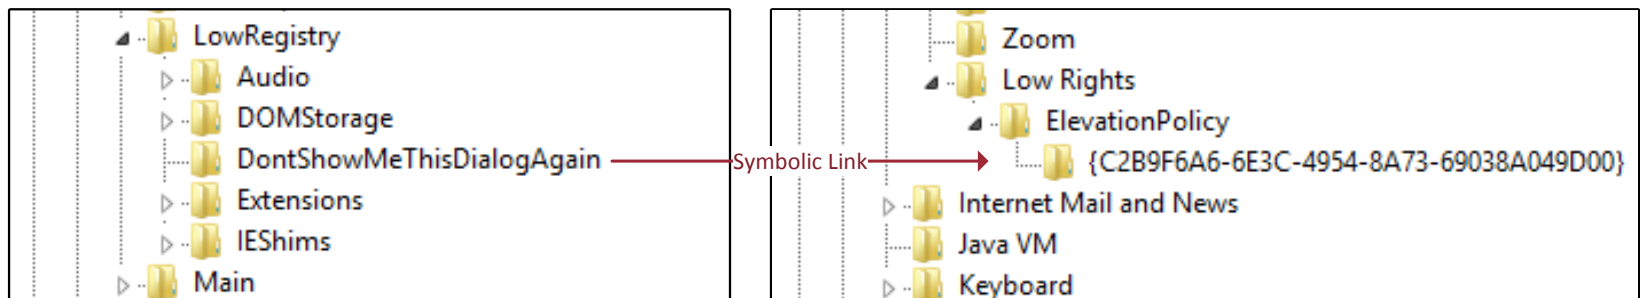 LowRegistry
Audio
DOMStorage
DontShowMeThisDialogAgain
Extensions
IEShims
Main
Symbolic Link
Zoom
Low Rights
ElevationPolicy
{C2B9F6A6-6E3C-4954-8A73-69038A049D00}
Internet Mail and News
Java VM
Keyboard